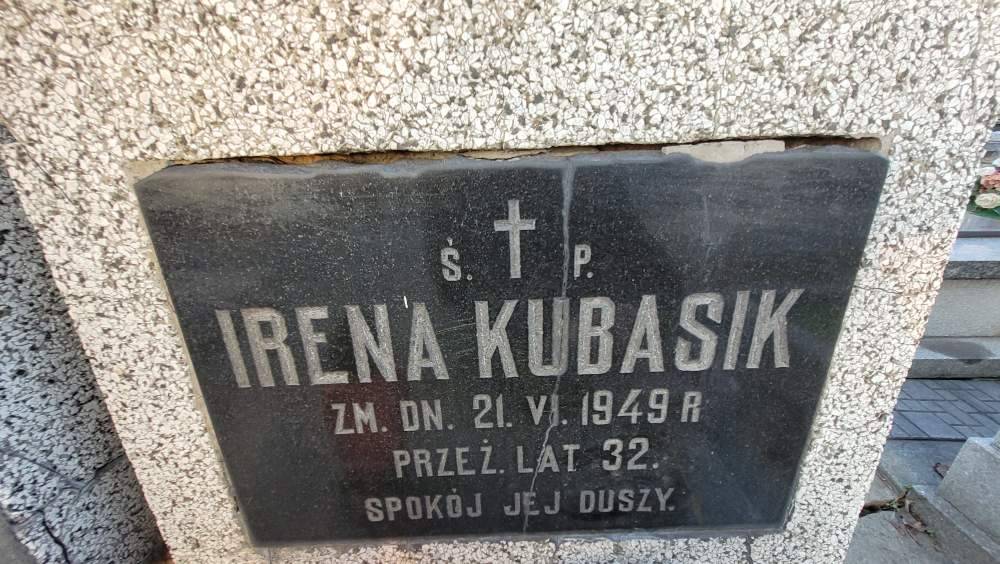 Ś. P.
IRENA KUBASIK
ZM. DN. 21. VI. 1949 R
PRZEŻ. LAT 32.
SPOKÓJ JEJ DUSZY.